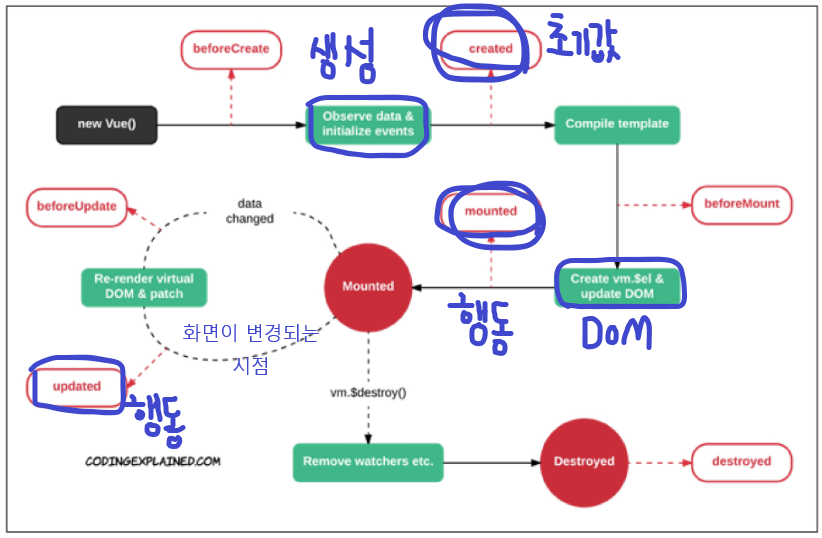 beforeCreate
생성
created
초기값
new Vue()
Observe data &
initialize events
Compile template
beforeUpdate
data
changed
mounted
beforeMount
Re-render virtual
DOM & patch
Mounted
Create vm.$el &
update DOM
행동
DOM
화면이 변경되는
시점
updated
행동
vm.$destroy()
CODINGEXPLAINED.COM
Remove watchers etc.
Destroyed
destroyed